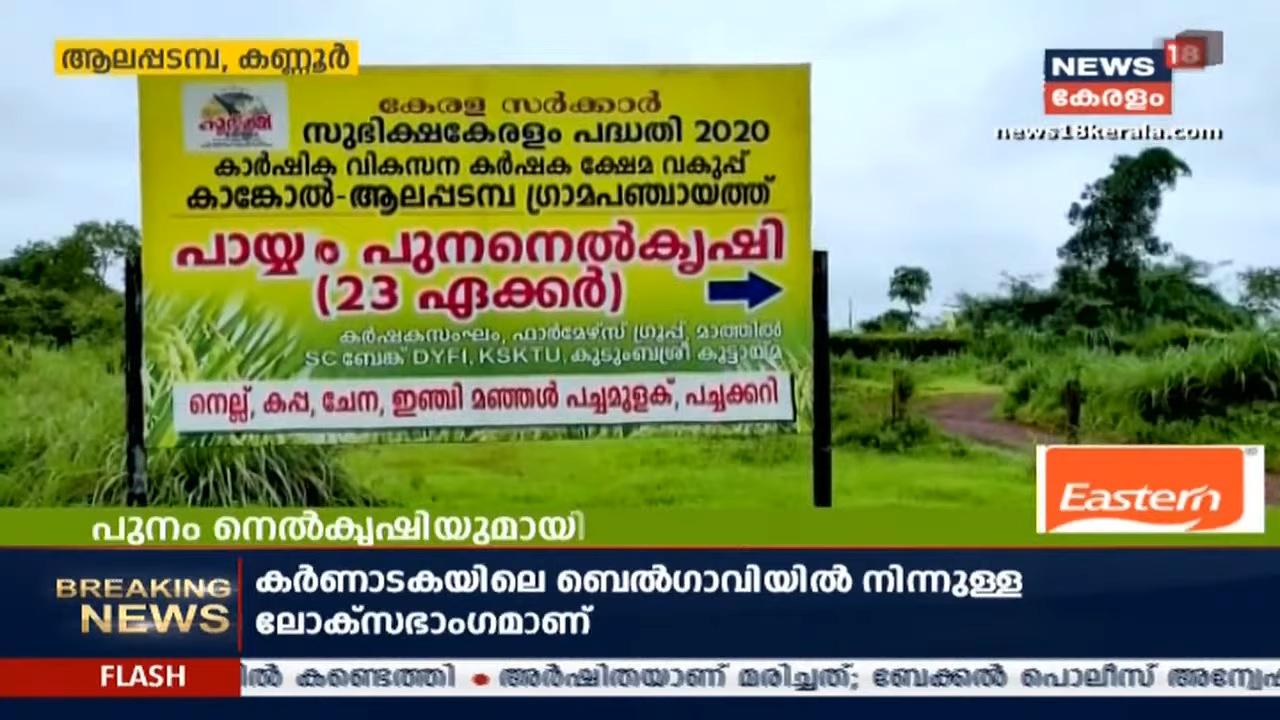 ആലപ്പടമ്പ, കണ്ണൂർ
NEWS 18
കേരളം
news18kerala.com
കേരള സർക്കാർ
സുഭിക്ഷകേരളം പദ്ധതി 2020
കാർഷിക വികസന കർഷക ക്ഷേമ വകുപ്പ്
കാങ്കോൽ-ആലപ്പടമ്പ ഗ്രാമപഞ്ചായത്ത്
പായ്യം പുനനെൽകൃഷി
(23 ഏക്കർ)
കർഷകസംഘം, ഫാർമേഴ്സ് ഗ്രൂപ്പ്, മാത്തിൽ
SC ബേങ്ക് DYFI, KSKTU, കുടുംബശ്രീ കൂട്ടായ്മ
നെല്ല്, കപ്പ, ചേന, ഇഞ്ചി മഞ്ഞൾ പച്ചമുളക്, പച്ചക്കറി
Eastern
പുനം നെൽകൃഷിയുമായി
BREAKING NEWS
കർണാടകയിലെ ബെൽഗാവിയിൽ നിന്നുള്ള
ലോക്സഭാംഗമാണ്
FLASH
ിൽ കണ്ടെത്തി • അർഷിതയാണ് മരിച്ചത്; ബേക്കൽ പൊലീസ്